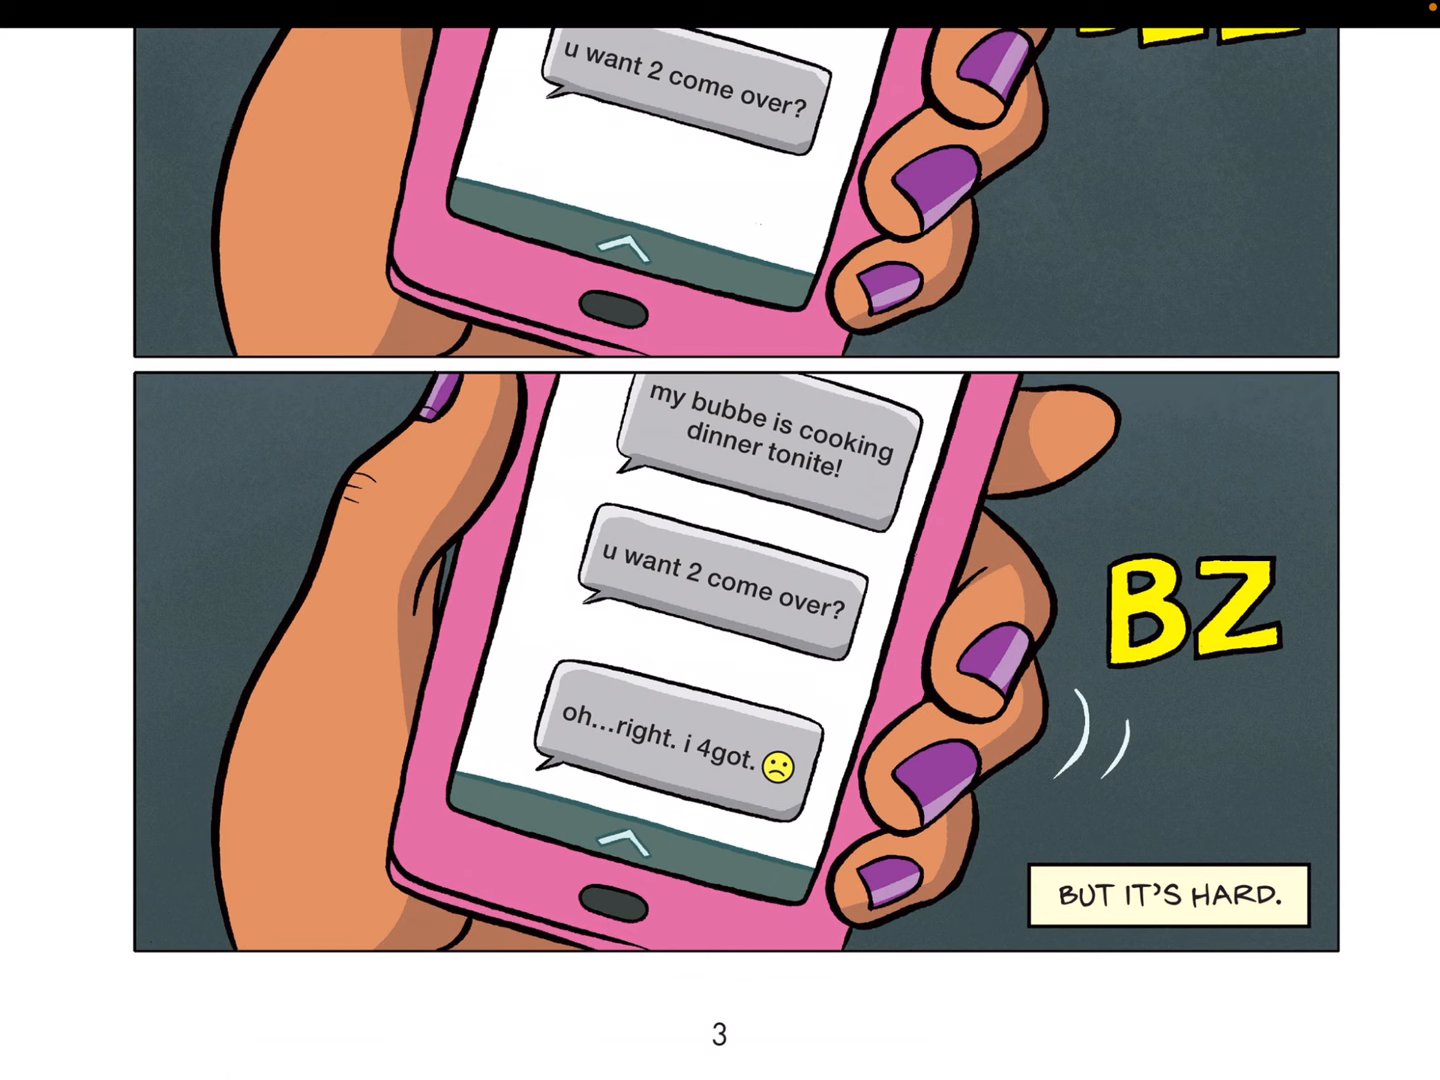 u want 2 come over?
my bubbe is cooking
dinner tonite!
u want 2 come over?
oh...right. i 4got.
BZ
BUT IT'S HARD.
3